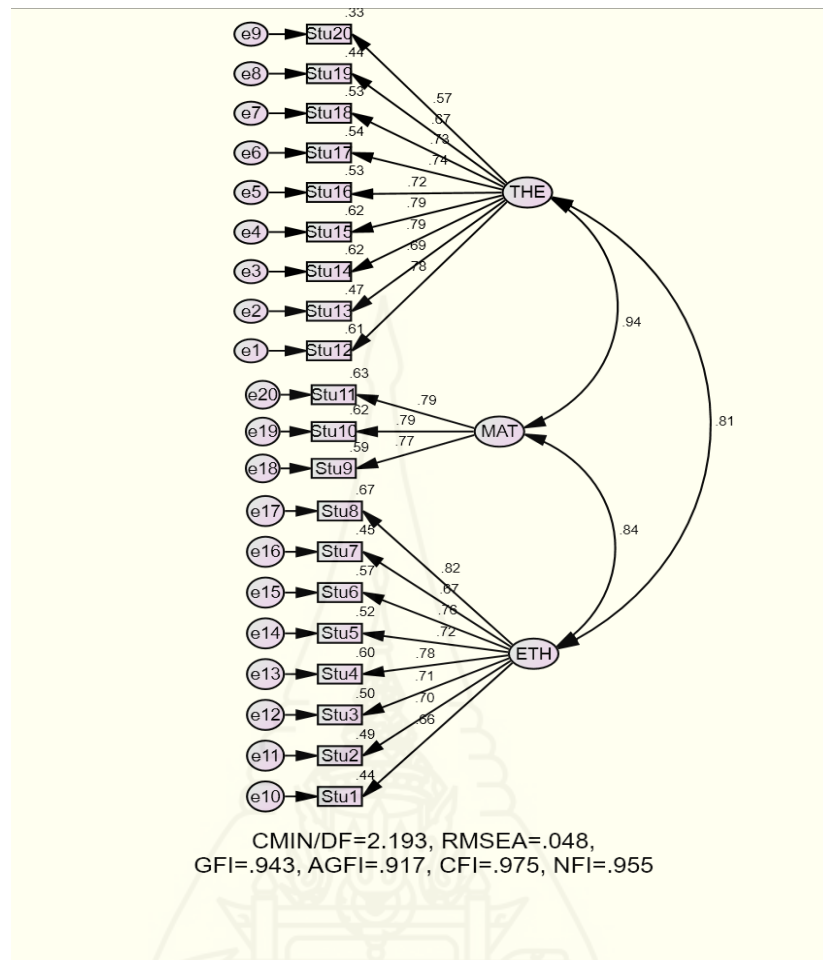 .33
e9 Stu20
.44
.57
e8 Stu19
.53
.67
e7 Stu18
.54
.73
e6 Stu17
.74
.53
.72
e5 Stu16
THE
.62
.79
e4 Stu15
.79
.62
.69
e3 Stu14
.78
.47
e2 Stu13
.94
.61
e1 Stu12
.63
e20 Stu11
.79
.62
.79
.81
e19 Stu10
MAT
.77
.59
e18 Stu9
.67
e17 Stu8
.45
.84
e16 Stu7
.82
.57
.67
e15 Stu6
.76
.52
.72
e14 Stu5
.60
.78
ETH
e13 Stu4
.71
.50
.70
e12 Stu3
.66
.49
e11 Stu2
.44
e10 Stu1
CMIN/DF=2.193, RMSEA=.048,
GFI=.943, AGFI=.917, CFI=.975, NFI=.955